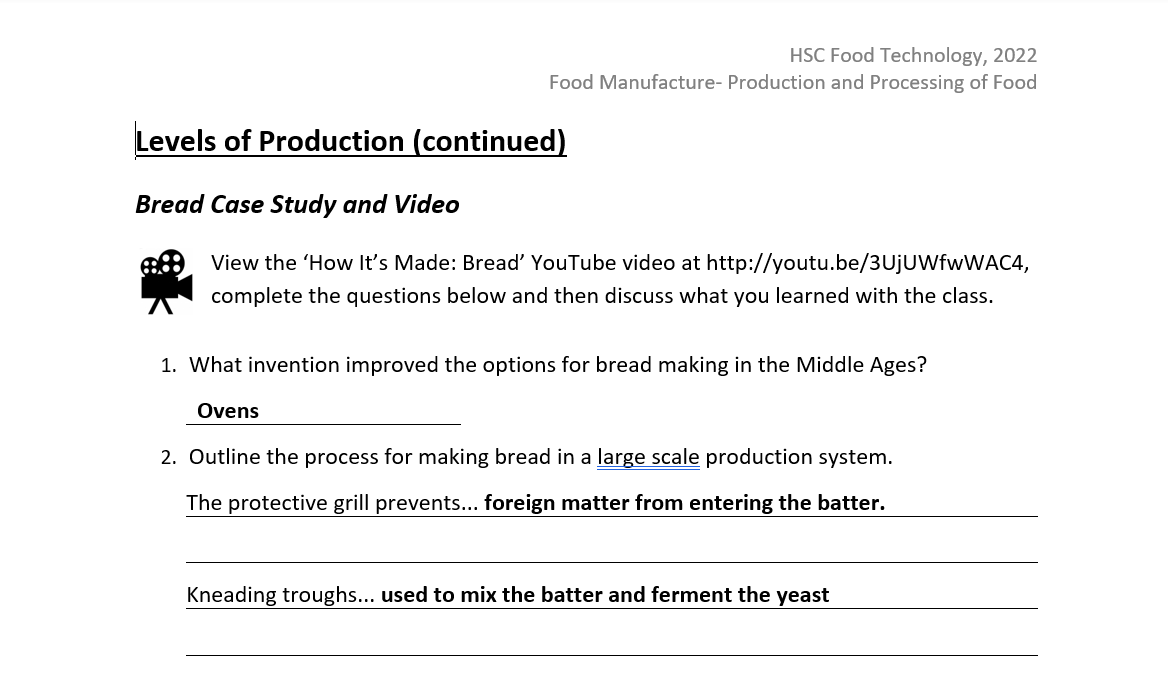 HSC Food Technology, 2022
Food Manufacture- Production and Processing of Food
Levels of Production (continued)
Bread Case Study and Video
View the ‘How It’s Made: Bread’ YouTube video at http://youtu.be/3UjUWfwWAC4,
complete the questions below and then discuss what you learned with the class.
1. What invention improved the options for bread making in the Middle Ages?
Ovens
2. Outline the process for making bread in a large scale production system.
The protective grill prevents... foreign matter from entering the batter.
Kneading troughs... used to mix the batter and ferment the yeast